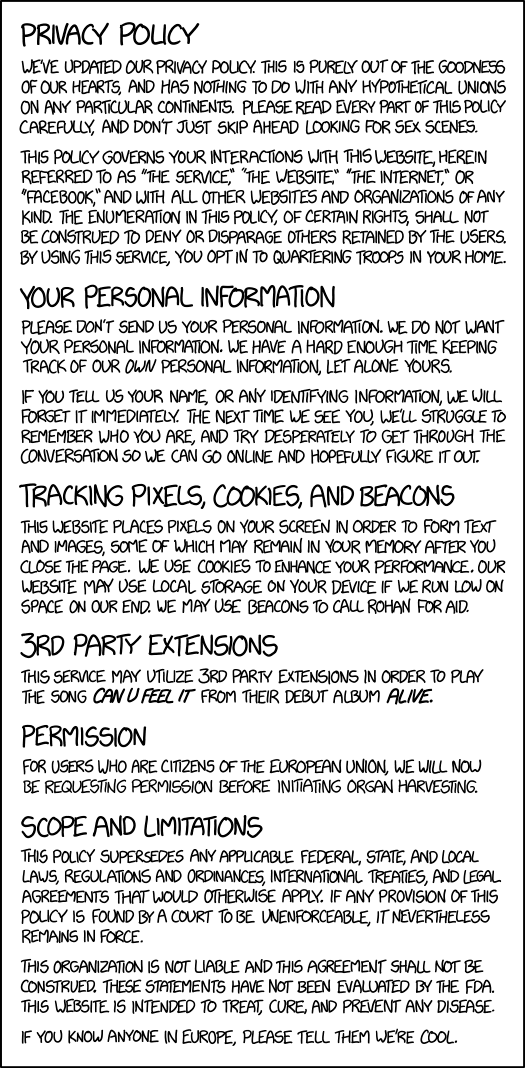 PRIVACY POLICY
WE'VE UPDATED OUR PRIVACY POLICY. THIS IS PURELY OUT OF THE GOODNESS
OF OUR HEARTS, AND HAS NOTHING TO DO WITH ANY HYPOTHETICAL UNIONS
ON ANY PARTICULAR CONTINENTS. PLEASE READ EVERY PART OF THIS POLICY
CAREFULLY, AND DON'T JUST SKIP AHEAD LOOKING FOR SEX SCENES.
THIS POLICY GOVERNS YOUR INTERACTIONS WITH THIS WEBSITE, HEREIN
REFERRED TO AS "THE SERVICE," "THE WEBSITE," "THE INTERNET," OR
"FACEBOOK," AND WITH ALL OTHER WEBSITES AND ORGANIZATIONS OF ANY
KIND. THE ENUMERATION IN THIS POLICY, OF CERTAIN RIGHTS, SHALL NOT
BE CONSTRUED TO DENY OR DISPARAGE OTHERS RETAINED BY THE USERS.
BY USING THIS SERVICE, YOU OPT IN TO QUARTERING TROOPS IN YOUR HOME.
YOUR PERSONAL INFORMATION
PLEASE DON'T SEND US YOUR PERSONAL INFORMATION. WE DO NOT WANT
YOUR PERSONAL INFORMATION. WE HAVE A HARD ENOUGH TIME KEEPING
TRACK OF OUR OWN PERSONAL INFORMATION, LET ALONE YOURS.
IF YOU TELL US YOUR NAME, OR ANY IDENTIFYING INFORMATION, WE WILL
FORGET IT IMMEDIATELY. THE NEXT TIME WE SEE YOU, WE'LL STRUGGLE TO
REMEMBER WHO YOU ARE, AND TRY DESPERATELY TO GET THROUGH THE
CONVERSATION SO WE CAN GO ONLINE AND HOPEFULLY FIGURE IT OUT.
TRACKING PIXELS, COOKIES, AND BEACONS
THIS WEBSITE PLACES PIXELS ON YOUR SCREEN IN ORDER TO FORM TEXT
AND IMAGES, SOME OF WHICH MAY REMAIN IN YOUR MEMORY AFTER YOU
CLOSE THE PAGE. WE USE COOKIES TO ENHANCE YOUR PERFORMANCE. OUR
WEBSITE MAY USE LOCAL STORAGE ON YOUR DEVICE IF WE RUN LOW ON
SPACE ON OUR END. WE MAY USE BEACONS TO CALL ROHAN FOR AID.
3RD PARTY EXTENSIONS
THIS SERVICE MAY UTILIZE 3RD PARTY EXTENSIONS IN ORDER TO PLAY
THE SONG CAN U FEEL IT FROM THEIR DEBUT ALBUM ALIVE.
PERMISSION
FOR USERS WHO ARE CITIZENS OF THE EUROPEAN UNION, WE WILL NOW
BE REQUESTING PERMISSION BEFORE INITIATING ORGAN HARVESTING.
SCOPE AND LIMITATIONS
THIS POLICY SUPERSEDES ANY APPLICABLE FEDERAL, STATE, AND LOCAL
LAWS, REGULATIONS AND ORDINANCES, INTERNATIONAL TREATIES, AND LEGAL
AGREEMENTS THAT WOULD OTHERWISE APPLY. IF ANY PROVISION OF THIS
POLICY IS FOUND BY A COURT TO BE UNENFORCEABLE, IT NEVERTHELESS
REMAINS IN FORCE.
THIS ORGANIZATION IS NOT LIABLE AND THIS AGREEMENT SHALL NOT BE
CONSTRUED. THESE STATEMENTS HAVE NOT BEEN EVALUATED BY THE FDA.
THIS WEBSITE IS INTENDED TO TREAT, CURE, AND PREVENT ANY DISEASE.
IF YOU KNOW ANYONE IN EUROPE, PLEASE TELL THEM WE'RE COOL.